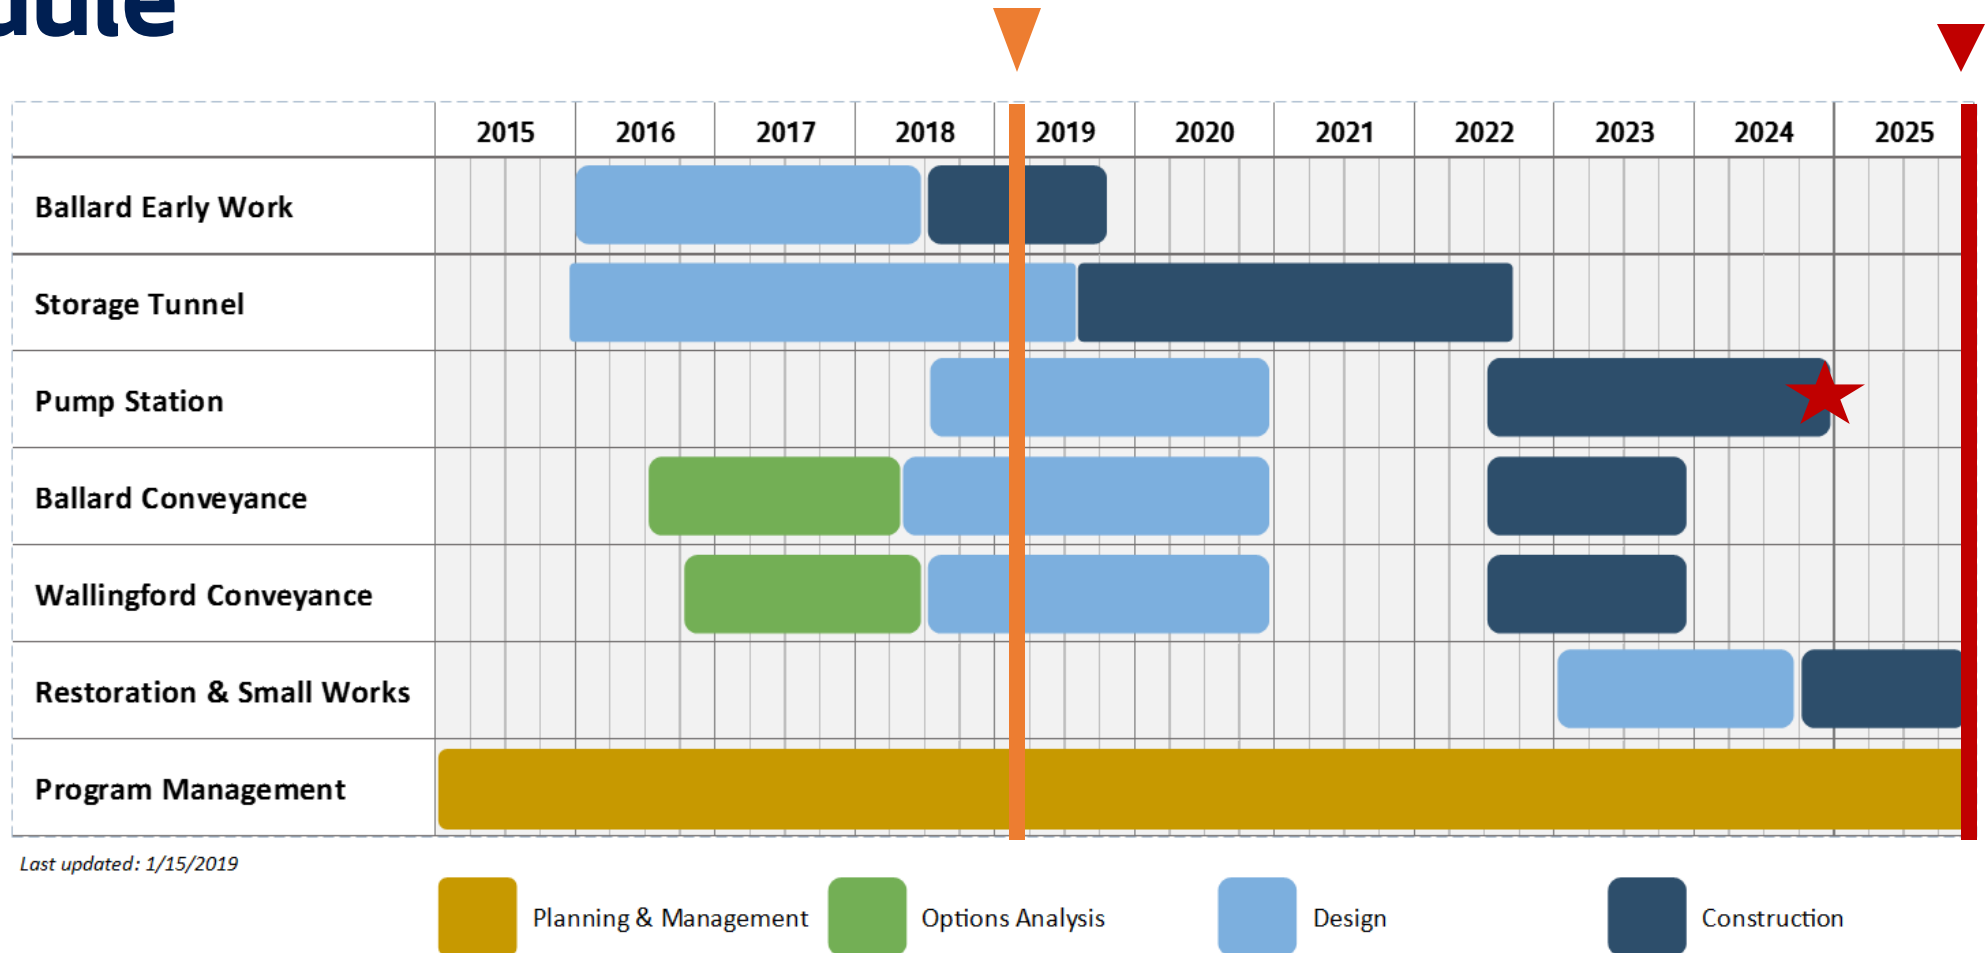 2015 2016 2017 2018 2019 2020 2021 2022 2023 2024 2025
Ballard Early Work
Storage Tunnel
Pump Station
Ballard Conveyance
Wallingford Conveyance
Restoration & Small Works
Program Management
Last updated: 1/15/2019
Planning & Management Options Analysis Design Construction